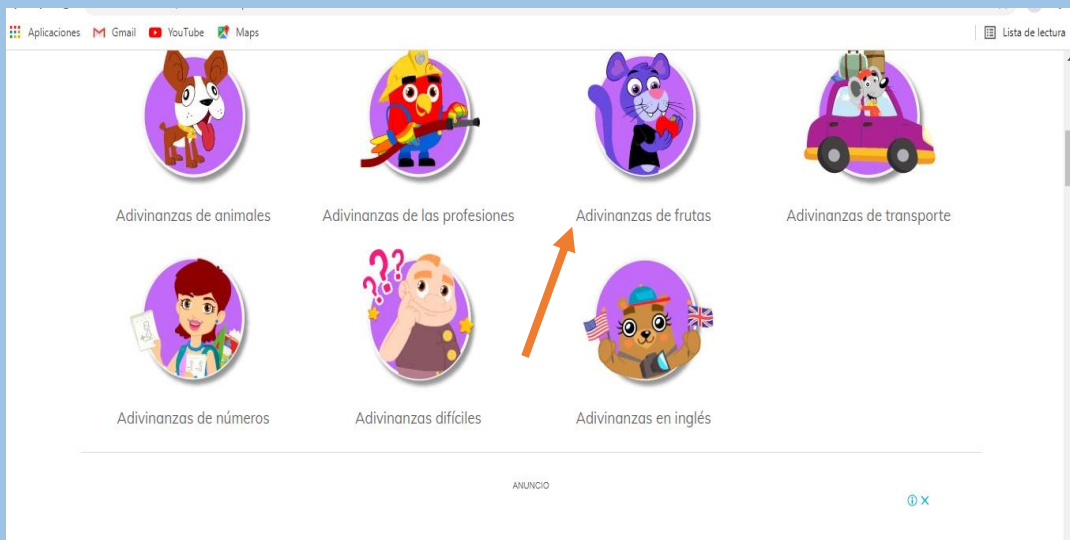 Aplicaciones Gmail YouTube Maps Lista de lectura
Adivinanzas de animales Adivinanzas de las profesiones Adivinanzas de frutas Adivinanzas de transporte
???
Adivinanzas de números Adivinanzas difíciles Adivinanzas en inglés
ANUNCIO